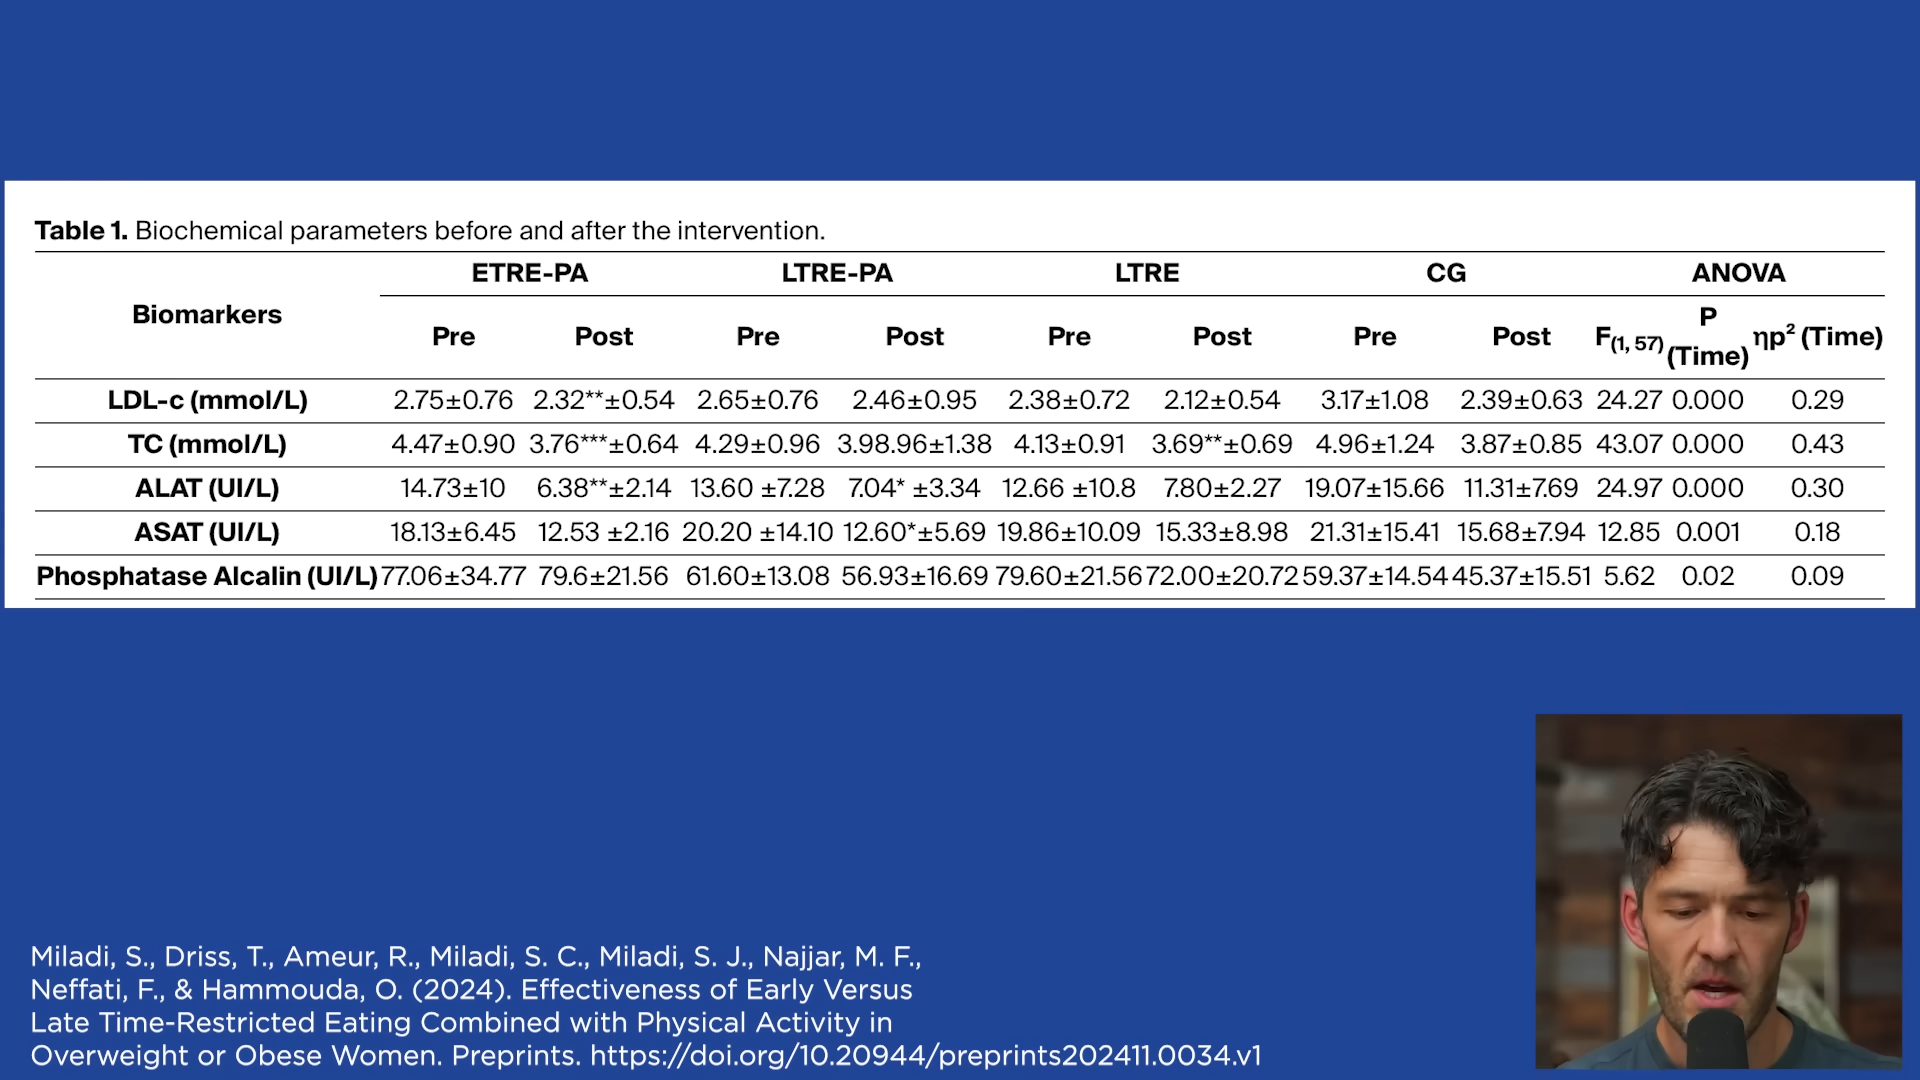 Table 1. Biochemical parameters before and after the intervention.
Biomarkers ETRE-PA LTRE-PA LTRE CG ANOVA
Pre Post Pre Post Pre Post Pre Post F(1, 57) P (Time) ηp² (Time)
LDL-c (mmol/L) 2.75±0.76 2.32**±0.54 2.65±0.76 2.46±0.95 2.38±0.72 2.12±0.54 3.17±1.08 2.39±0.63 24.27 0.000 0.29
TC (mmol/L) 4.47±0.90 3.76***±0.64 4.29±0.96 3.98.96±1.38 4.13±0.91 3.69**±0.69 4.96±1.24 3.87±0.85 43.07 0.000 0.43
ALAT (UI/L) 14.73±10 6.38**±2.14 13.60 ±7.28 7.04* ±3.34 12.66 ±10.8 7.80±2.27 19.07±15.66 11.31±7.69 24.97 0.000 0.30
ASAT (UI/L) 18.13±6.45 12.53 ±2.16 20.20 ±14.10 12.60*±5.69 19.86±10.09 15.33±8.98 21.31±15.41 15.68±7.94 12.85 0.001 0.18
Phosphatase Alcalin (UI/L) 77.06±34.77 79.6±21.56 61.60±13.08 56.93±16.69 79.60±21.56 72.00±20.72 59.37±14.54 45.37±15.51 5.62 0.02 0.09
Miladi, S., Driss, T., Ameur, R., Miladi, S. C., Miladi, S. J., Najjar, M. F.,
Neffati, F., & Hammouda, O. (2024). Effectiveness of Early Versus
Late Time-Restricted Eating Combined with Physical Activity in
Overweight or Obese Women. Preprints. https://doi.org/10.20944/preprints202411.0034.v1